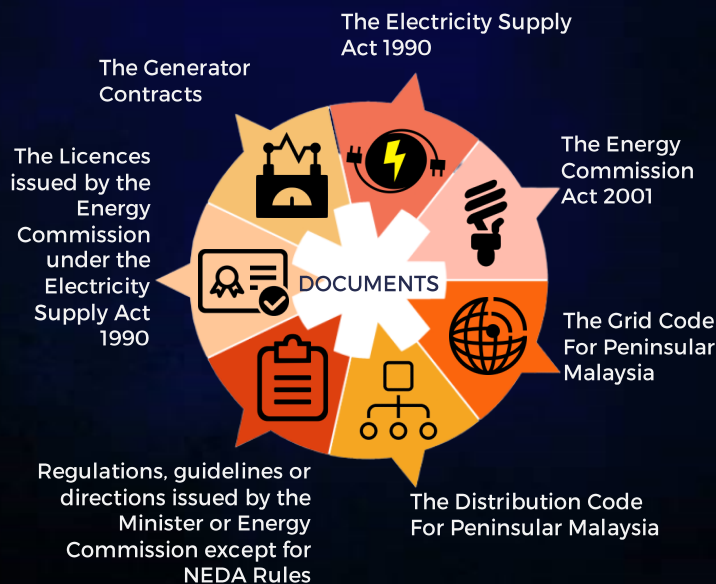 The Electricity Supply
Act 1990
The Generator
Contracts
The Energy
Commission
Act 2001
The Licences
issued by the
Energy
Commission
under the
Electricity
Supply Act
1990
DOCUMENTS
The Grid Code
For Peninsular
Malaysia
Regulations, guidelines or
directions issued by the
Minister or Energy
Commission except for
NEDA Rules
The Distribution Code
For Peninsular Malaysia